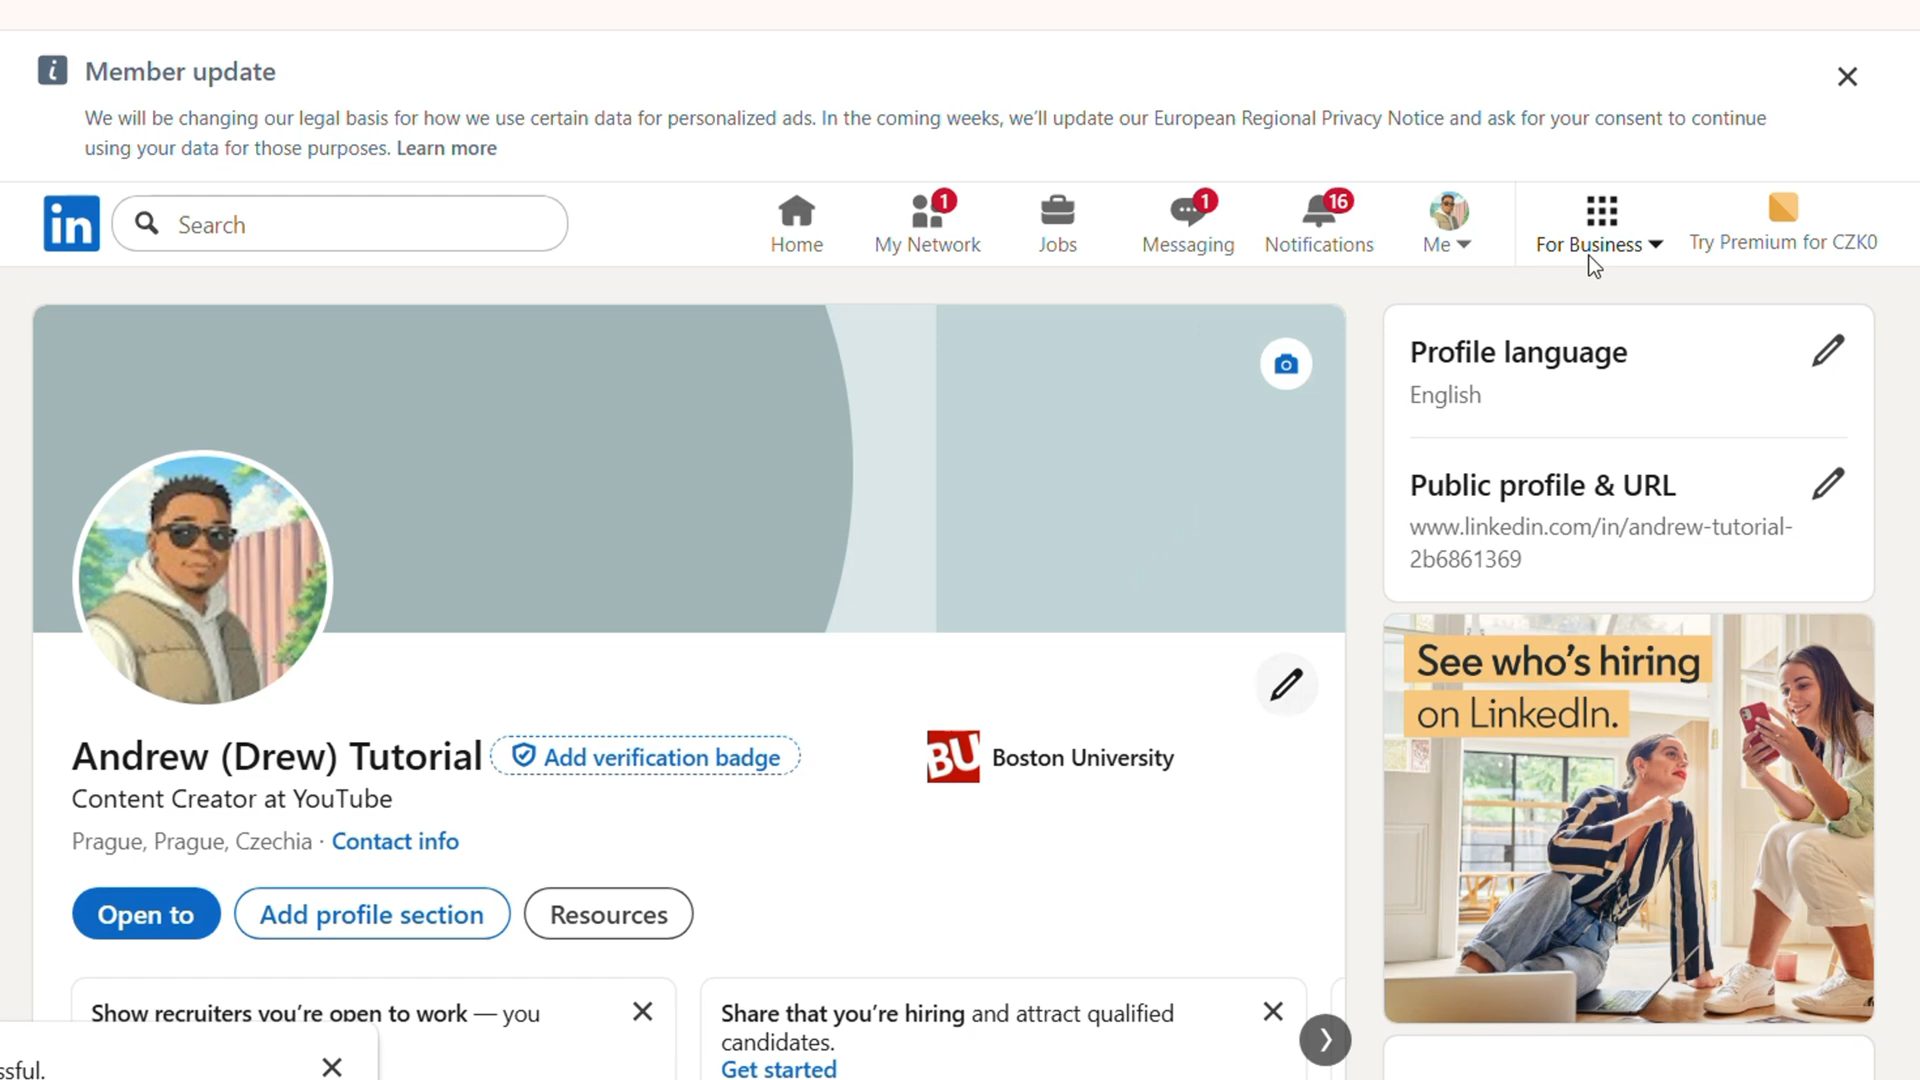 Member update
We will be changing our legal basis for how we use certain data for personalized ads. In the coming weeks, we'll update our European Regional Privacy Notice and ask for your consent to continue
using your data for those purposes. Learn more
in
Search
Home
1
My Network
Jobs
1
Messaging
16
Notifications
Me
For Business
Try Premium for CZK0
Profile language
English
Public profile & URL
www.linkedin.com/in/andrew-tutorial-
2b6861369
See who's hiring
on LinkedIn.
Andrew (Drew) Tutorial
Add verification badge
BU
Boston University
Content Creator at YouTube
Prague, Prague, Czechia · Contact info
Open to
Add profile section
Resources
Show recruiters you're open to work — you
Share that you're hiring and attract qualified
candidates.
Get started
ssful.